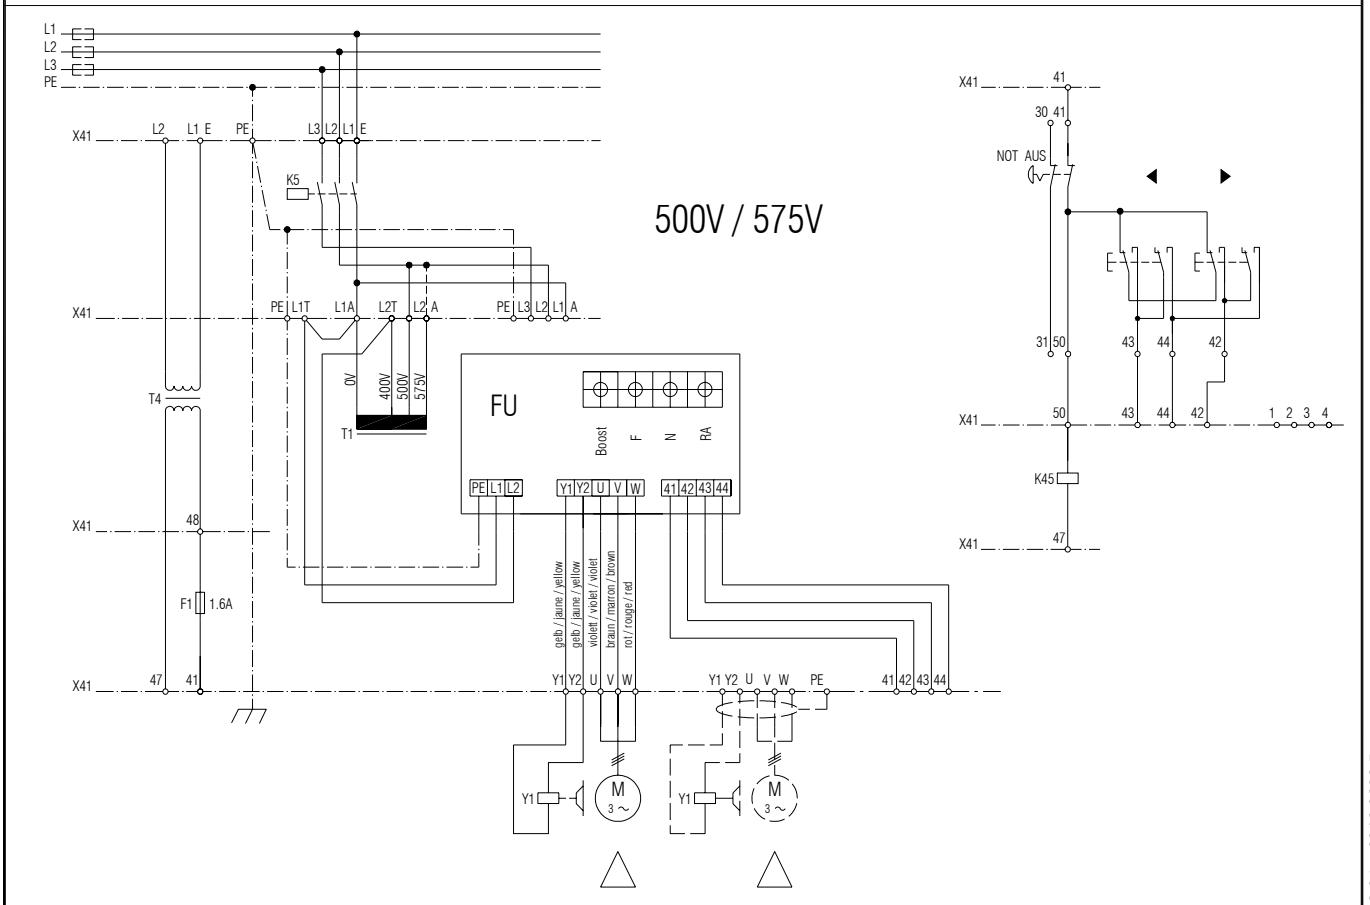 L1
L2
L3
PE
X41 L2 L1 E PE L3 L2 L1 E
K5
500V / 575V
X41 PE L1T L1A L2T L2 A PE L3 L2 L1 A
0V 400V 500V 575V
T4
T1
FU
Boost F N RA
PE L1 L2 Y1 Y2 U V W 41 42 43 44
X41 48
F1 1.6A
gelb / jaune / yellow
gelb / jaune / yellow
violett / violet / violet
braun / marron / brown
rot / rouge / red
X41 47 41 Y1 Y2 U V W Y1 Y2 U V W PE 41 42 43 44
Y1 M 3 ~
Y1 M 3 ~
X41 41
30 41
NOT AUS
31 50 43 44 42
X41 50 43 44 42 1 2 3 4
K45
X41 47